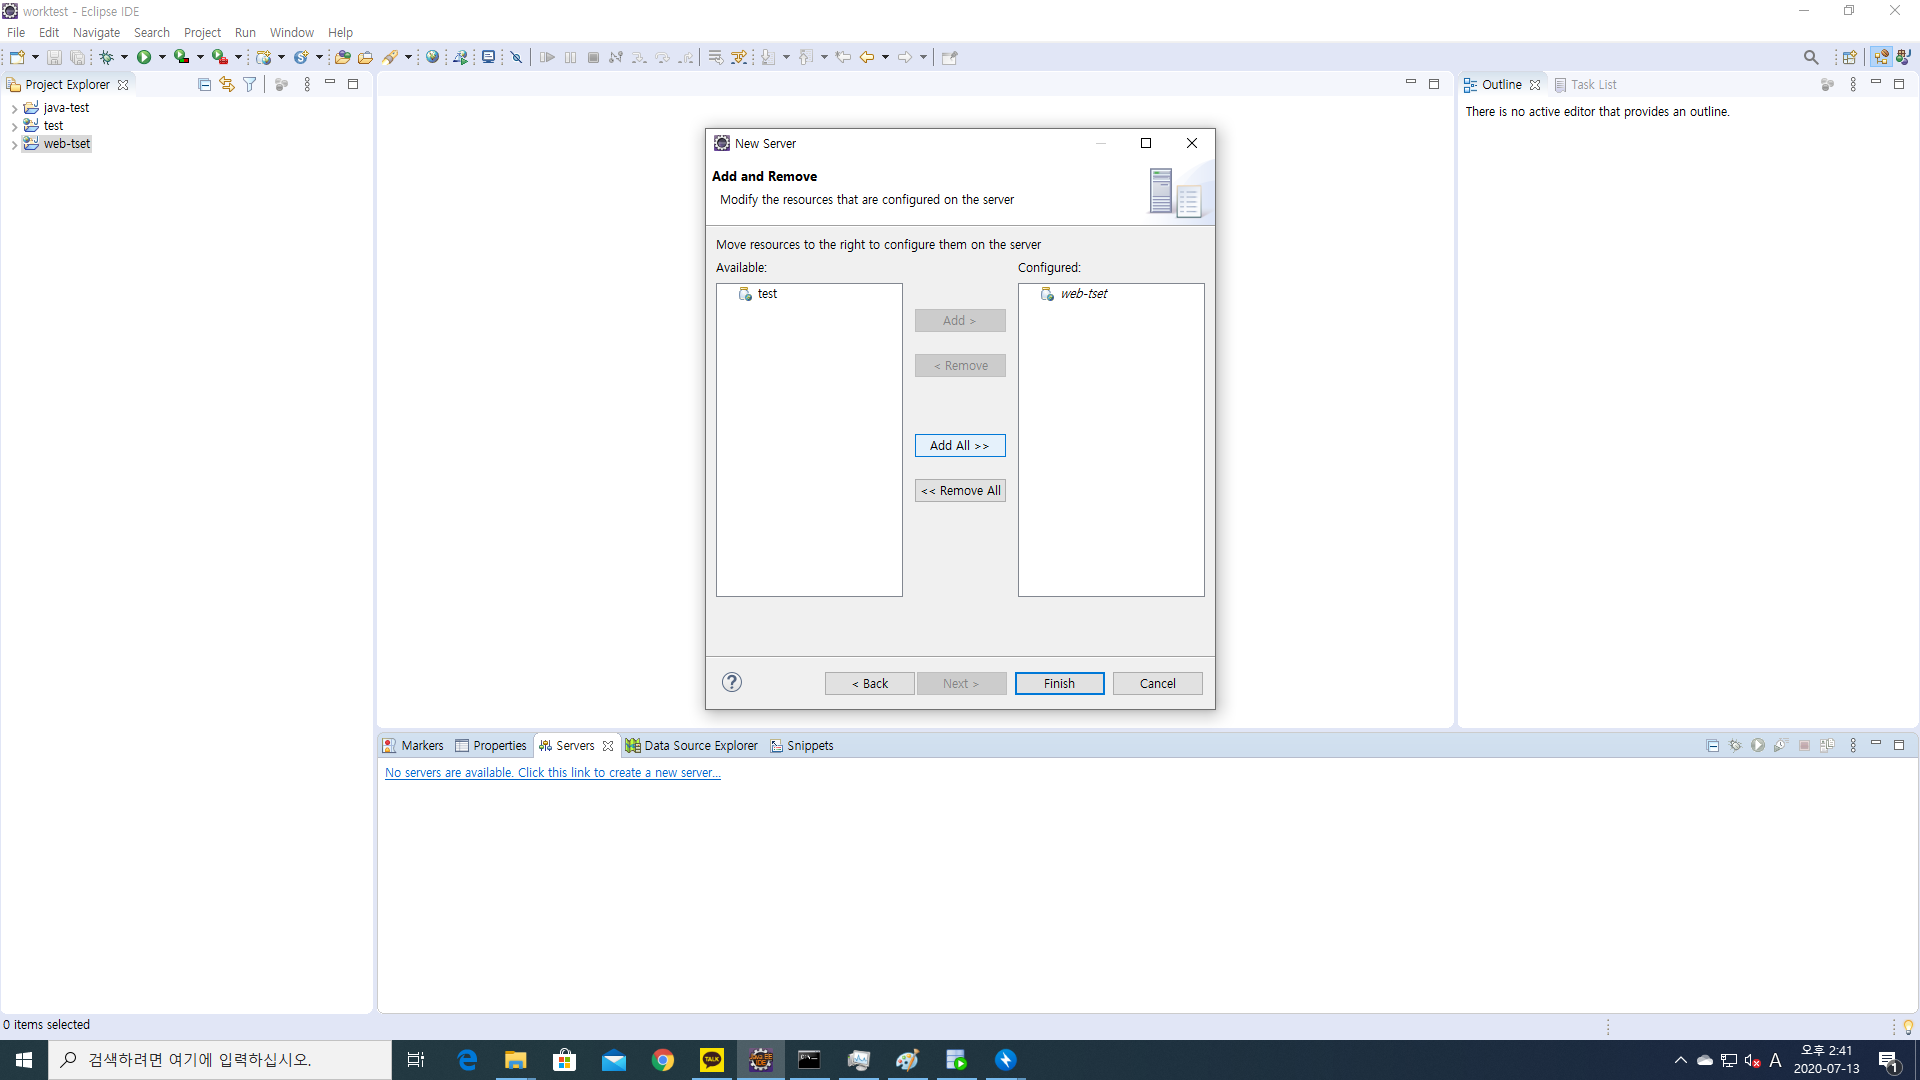 worktest - Eclipse IDE
File Edit Navigate Search Project Run Window Help
Project Explorer
java-test
test
web-tset
Outline Task List
There is no active editor that provides an outline.
New Server
Add and Remove
Modify the resources that are configured on the server
Move resources to the right to configure them on the server
Available: Configured:
test
web-tset
Add >
< Remove
Add All >>
<< Remove All
< Back Next > Finish Cancel
Markers Properties Servers Data Source Explorer Snippets
No servers are available. Click this link to create a new server...
0 items selected
검색하려면 여기에 입력하십시오.
TALK
A
오후 2:41
2020-07-13
1